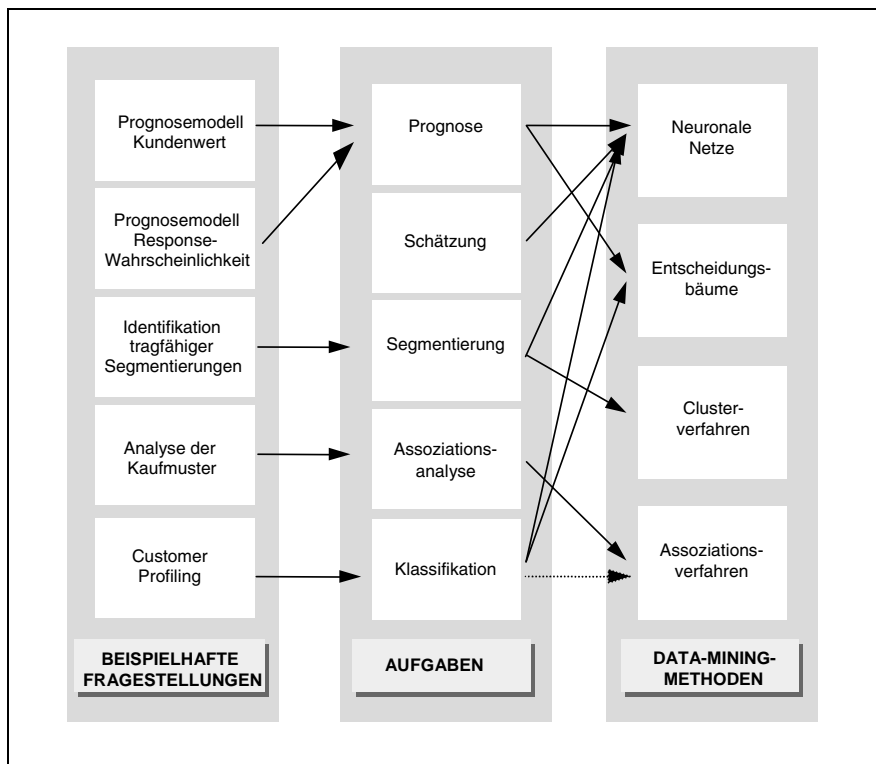 Prognosemodell
Kundenwert
Prognosemodell
Response-
Wahrscheinlichkeit
Identifikation
tragfähiger
Segmentierungen
Analyse der
Kaufmuster
Customer
Profiling
BEISPIELHAFTE
FRAGESTELLUNGEN
Prognose
Schätzung
Segmentierung
Assoziations-
analyse
Klassifikation
AUFGABEN
Neuronale
Netze
Entscheidungs-
bäume
Cluster-
verfahren
Assoziations-
verfahren
DATA-MINING-
METHODEN